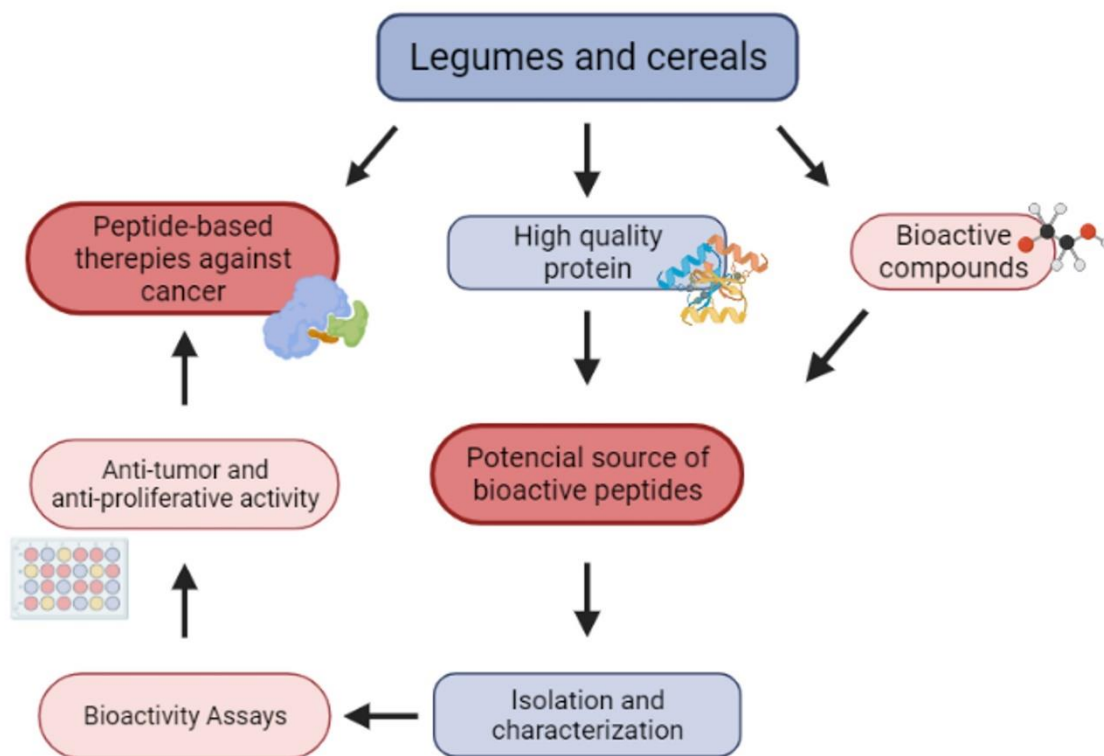 Legumes and cereals
Peptide-based
therepies against
cancer
High quality
protein
Bioactive
compounds
Anti-tumor and
anti-proliferative activity
Potencial source of
bioactive peptides
Bioactivity Assays
Isolation and
characterization